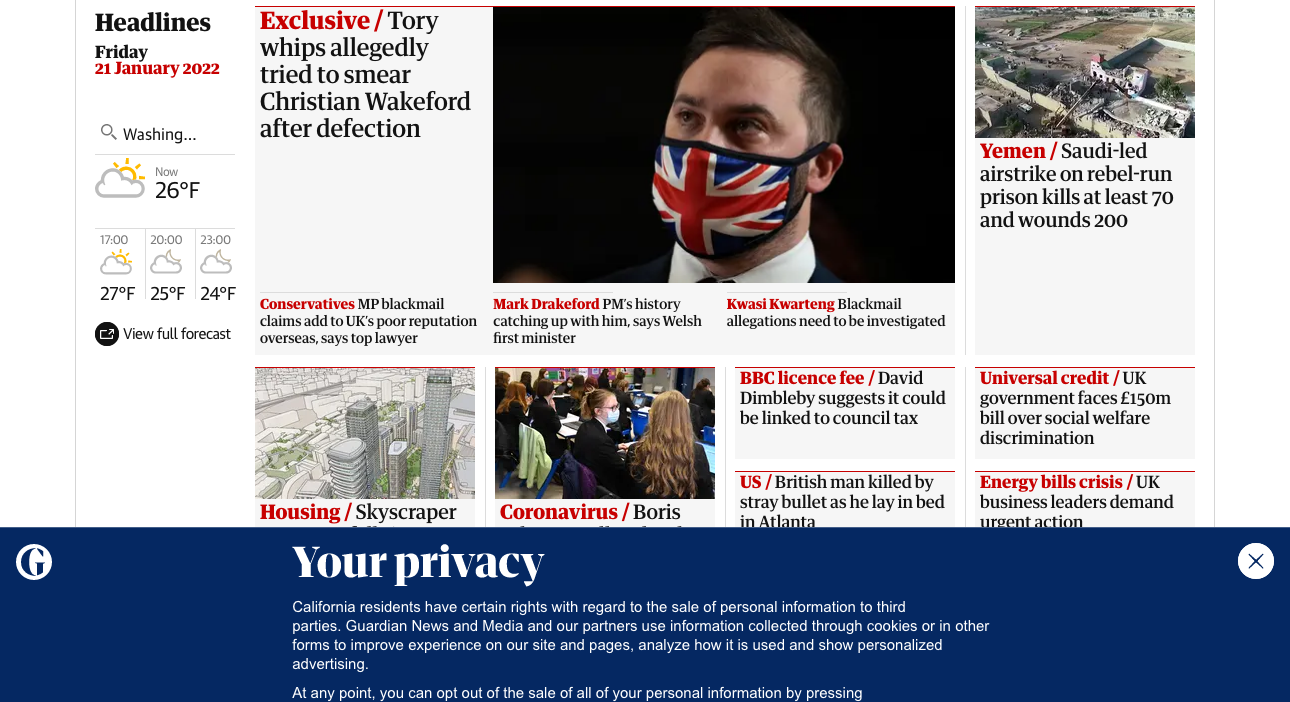 Headlines
Friday
21 January 2022
Washing...
Now
26°F
17:00
20:00
23:00
27°F
25°F
24°F
View full forecast
Exclusive / Tory
whips allegedly
tried to smear
Christian Wakeford
after defection
Conservatives MP blackmail
claims add to UK's poor reputation
overseas, says top lawyer
Mark Drakeford PM's history
catching up with him, says Welsh
first minister
Kwasi Kwarteng Blackmail
allegations need to be investigated
Yemen / Saudi-led
airstrike on rebel-run
prison kills at least 70
and wounds 200
Housing / Skyscraper
Coronavirus / Boris
BBC licence fee / David
Dimbleby suggests it could
be linked to council tax
US / British man killed by
stray bullet as he lay in bed
in Atlanta
Universal credit / UK
government faces £150m
bill over social welfare
discrimination
Energy bills crisis / UK
business leaders demand
urgent action
G
Your privacy
California residents have certain rights with regard to the sale of personal information to third
parties. Guardian News and Media and our partners use information collected through cookies or in other
forms to improve experience on our site and pages, analyze how it is used and show personalized
advertising.
At any point, you can opt out of the sale of all of your personal information by pressing